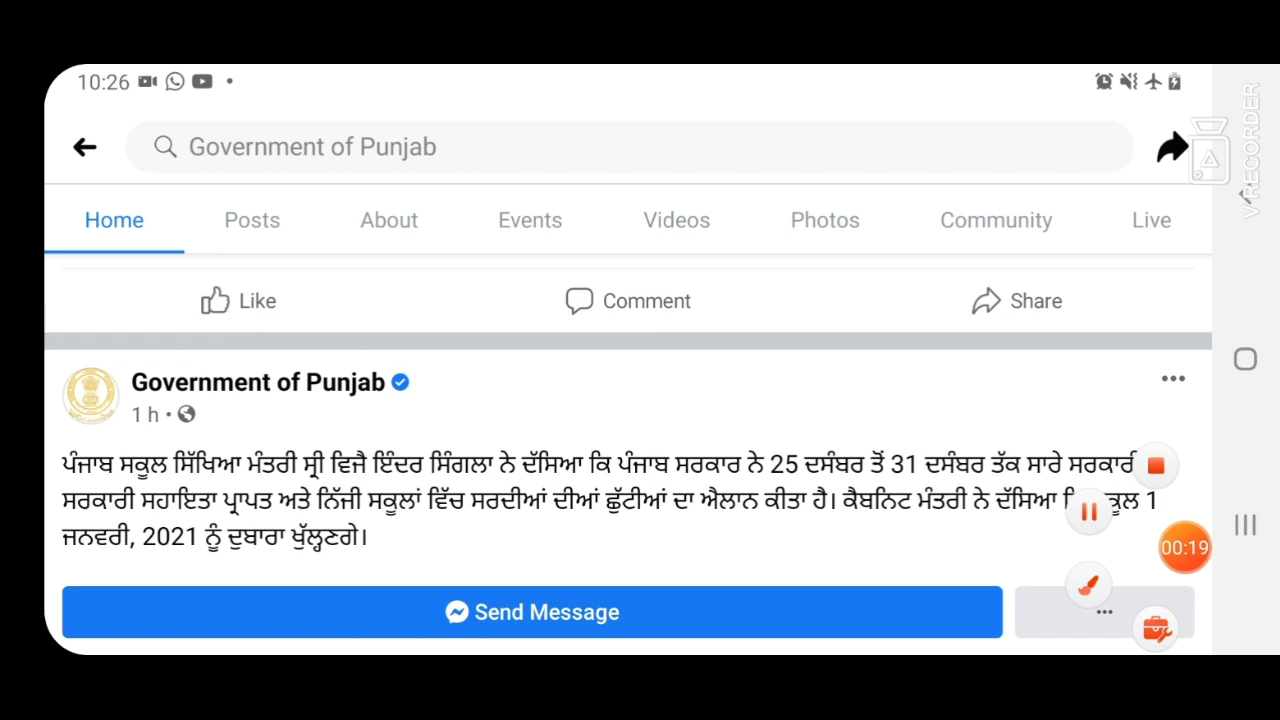 10:26
Government of Punjab
Home Posts About Events Videos Photos Community Live
Like Comment Share
Government of Punjab
1 h
ਪੰਜਾਬ ਸਕੂਲ ਸਿੱਖਿਆ ਮੰਤਰੀ ਸ੍ਰੀ ਵਿਜੈ ਇੰਦਰ ਸਿੰਗਲਾ ਨੇ ਦੱਸਿਆ ਕਿ ਪੰਜਾਬ ਸਰਕਾਰ ਨੇ 25 ਦਸੰਬਰ ਤੋਂ 31 ਦਸੰਬਰ ਤੱਕ ਸਾਰੇ ਸਰਕਾਰੀ
ਸਰਕਾਰੀ ਸਹਾਇਤਾ ਪ੍ਰਾਪਤ ਅਤੇ ਨਿੱਜੀ ਸਕੂਲਾਂ ਵਿੱਚ ਸਰਦੀਆਂ ਦੀਆਂ ਛੁੱਟੀਆਂ ਦਾ ਐਲਾਨ ਕੀਤਾ ਹੈ। ਕੈਬਨਿਟ ਮੰਤਰੀ ਨੇ ਦੱਸਿਆ 1
ਜਨਵਰੀ, 2021 ਨੂੰ ਦੁਬਾਰਾ ਖੁੱਲ੍ਹਣਗੇ।
00:19
Send Message
V RECORDER